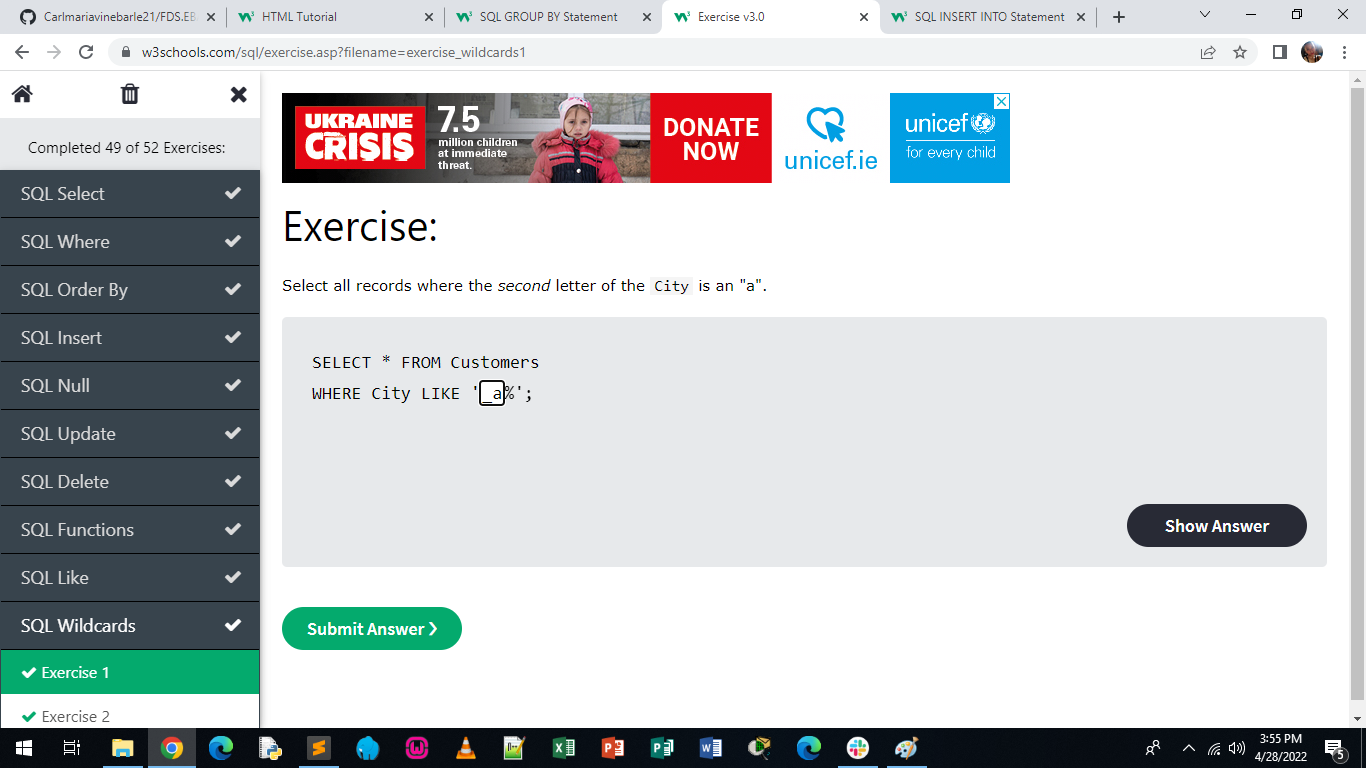 Carlmariavinebarle21/FDS.EB
HTML Tutorial
SQL GROUP BY Statement
Exercise v3.0
SQL INSERT INTO Statement
w3schools.com/sql/exercise.asp?filename=exercise_wildcards1
Completed 49 of 52 Exercises:
SQL Select
SQL Where
SQL Order By
SQL Insert
SQL Null
SQL Update
SQL Delete
SQL Functions
SQL Like
SQL Wildcards
Exercise 1
Exercise 2
UKRAINE
CRISIS
7.5
million children
at immediate
threat.
DONATE
NOW
unicef.ie
unicef
for every child
Exercise:
Select all records where the second letter of the City is an "a".
SELECT * FROM Customers
WHERE City LIKE '_a%';
Show Answer
Submit Answer ❯
3:55 PM
4/28/2022
5